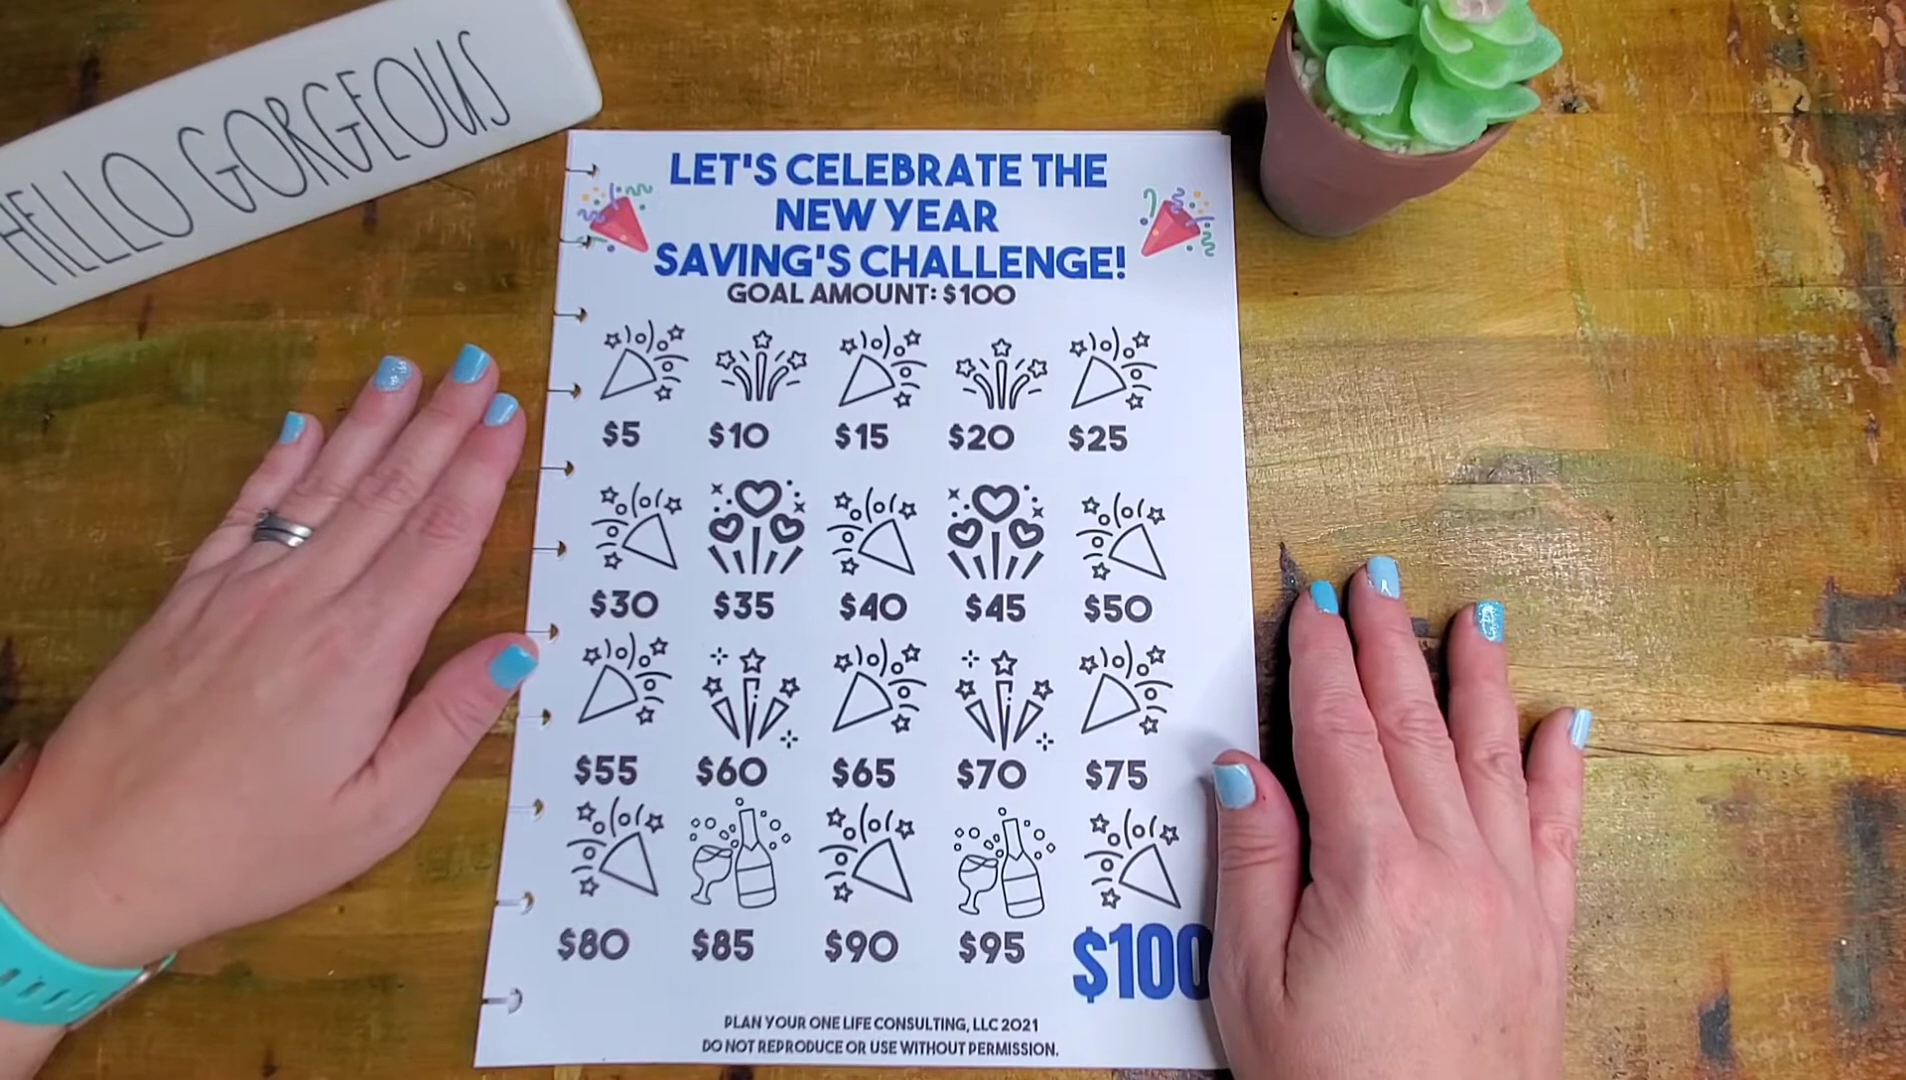 HELLO GORGEOUS
LET'S CELEBRATE THE
NEW YEAR
SAVING'S CHALLENGE!
GOAL AMOUNT: $100
$5 $10 $15 $20 $25
$30 $35 $40 $45 $50
$55 $60 $65 $70 $75
$80 $85 $90 $95 $100
PLAN YOUR ONE LIFE CONSULTING, LLC 2021
DO NOT REPRODUCE OR USE WITHOUT PERMISSION.